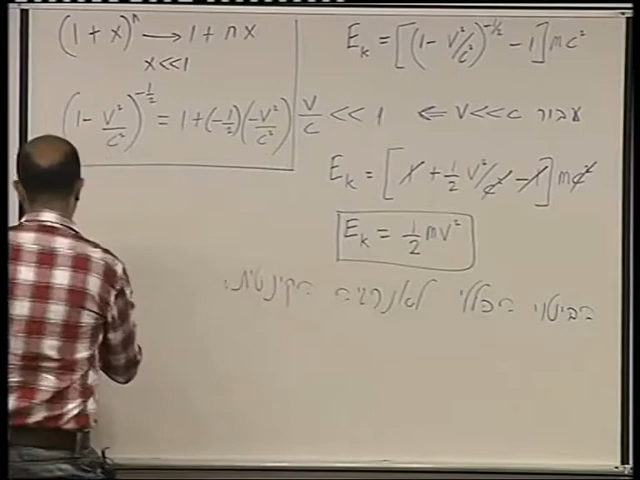 (1 + x)^n → 1 + nx
x<<1
(1 - v²/c²)^(-1/2) = 1 + (-1/2)(-v²/c²)
E_k = [(1 - v²/c²)^(-1/2) - 1]mc²
עבור v<<c ⇐ v/c << 1
E_k = [1 + 1/2 v²/c² - 1]mc²
E_k = 1/2 mv²
הביטוי הכללי לאנרגיה הקינטית: